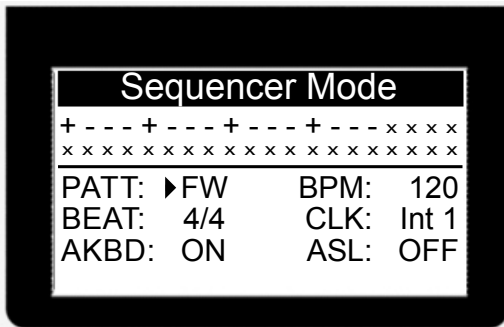 Sequencer Mode
+ - - - + - - - + - - - + - - - x x x x
x x x x x x x x x x x x x x x x x x x x
PATT: ▶FW BPM: 120
BEAT: 4/4 CLK: Int 1
AKBD: ON ASL: OFF